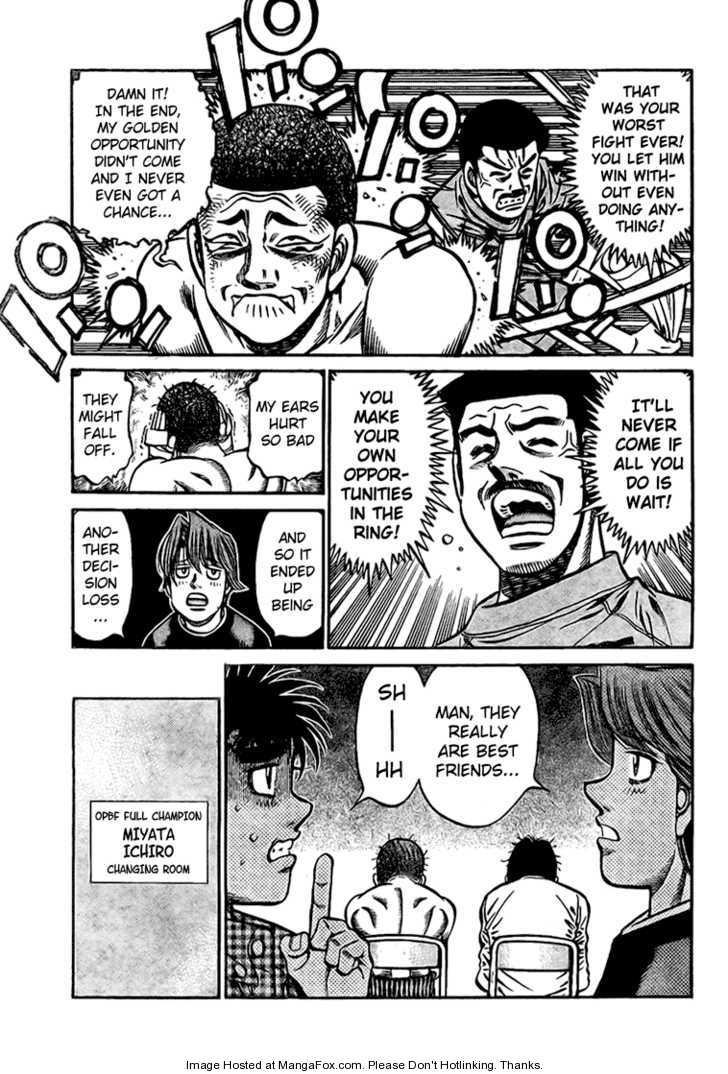 THAT
WAS YOUR
WORST
FIGHT EVER!
YOU LET HIM
WIN WITH-
OUT EVEN
DOING ANY-
THING!
DAMN IT!
IN THE END,
MY GOLDEN
OPPORTUNITY
DIDN'T COME
AND I NEVER
EVEN GOT A
CHANCE...
IT'LL
NEVER
COME IF
ALL YOU
DO IS
WAIT!
YOU
MAKE
YOUR
OWN
OPPOR-
TUNITIES
IN THE
RING!
MY EARS
HURT
SO BAD
THEY
MIGHT
FALL
OFF.
AND
SO IT
ENDED
UP
BEING
ANO-
THER
DECI-
SION
LOSS
...
MAN, THEY
REALLY
ARE BEST
FRIENDS...
SH
|
HH
OPBF FULL CHAMPION
MIYATA
ICHIRO
CHANGING ROOM
Image Hosted at MangaFox.com. Please Don't Hotlinking. Thanks.